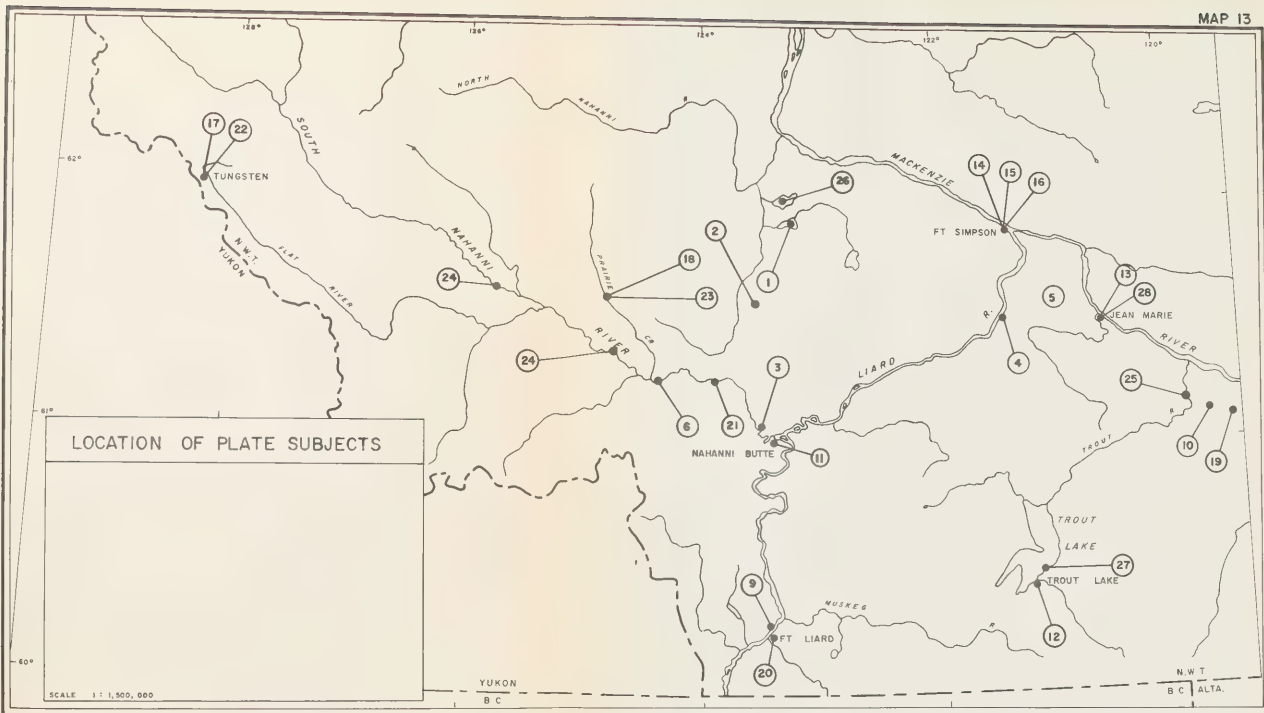 MAP 13
128°
126°
124°
122°
120°
NORTH
NAHANNI
R
SOUTH
17
22
62°
TUNGSTEN
MACKENZIE
14
15
16
26
FT SIMPSON
2
1
NAHANNI
N.W.T.
YUKON
FLAT
RIVER
24
PRAIRIE
18
23
13
5
28
JEAN MARIE
R.
4
RIVER
24
RIVER
CR
LIARD
3
25
61°
6
21
R
TROUT
10
19
LOCATION OF PLATE SUBJECTS
NAHANNI BUTTE
11
TROUT
LAKE
27
TROUT LAKE
9
MUSKEG
R
12
FT LIARD
60°
20
SCALE 1: 1,500,000
YUKON
B C
N.W.T
B C ALTA.